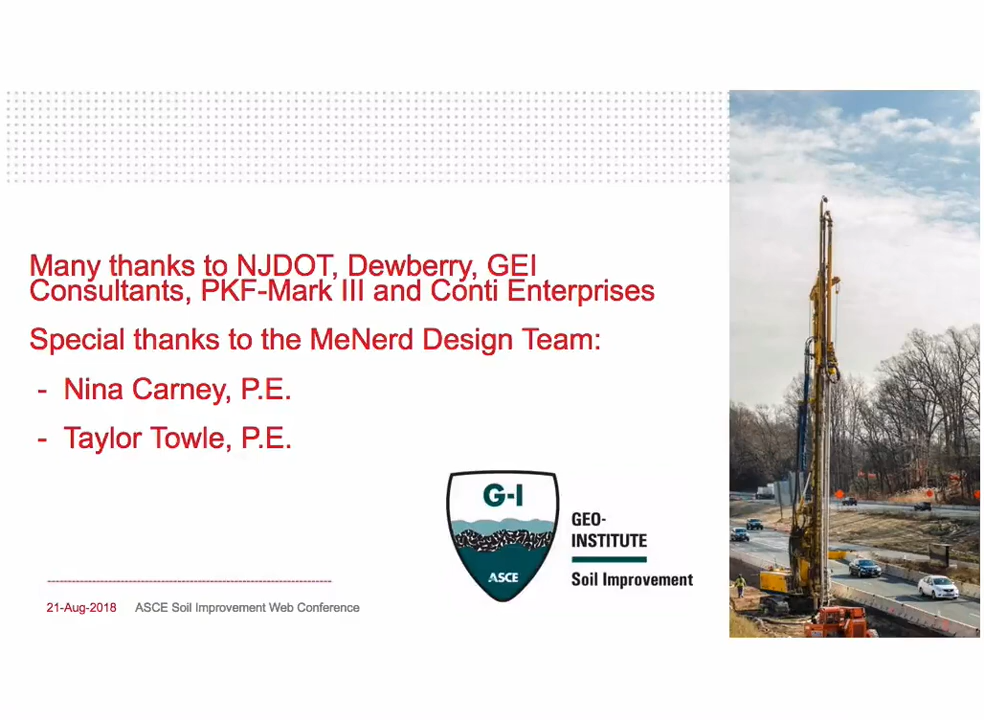 Many thanks to NJDOT, Dewberry, GEI
Consultants, PKF-Mark III and Conti Enterprises
Special thanks to the MeNerd Design Team:
- Nina Carney, P.E.
- Taylor Towle, P.E.
G-I
ASCE
GEO-
INSTITUTE
Soil Improvement
21-Aug-2018 ASCE Soil Improvement Web Conference